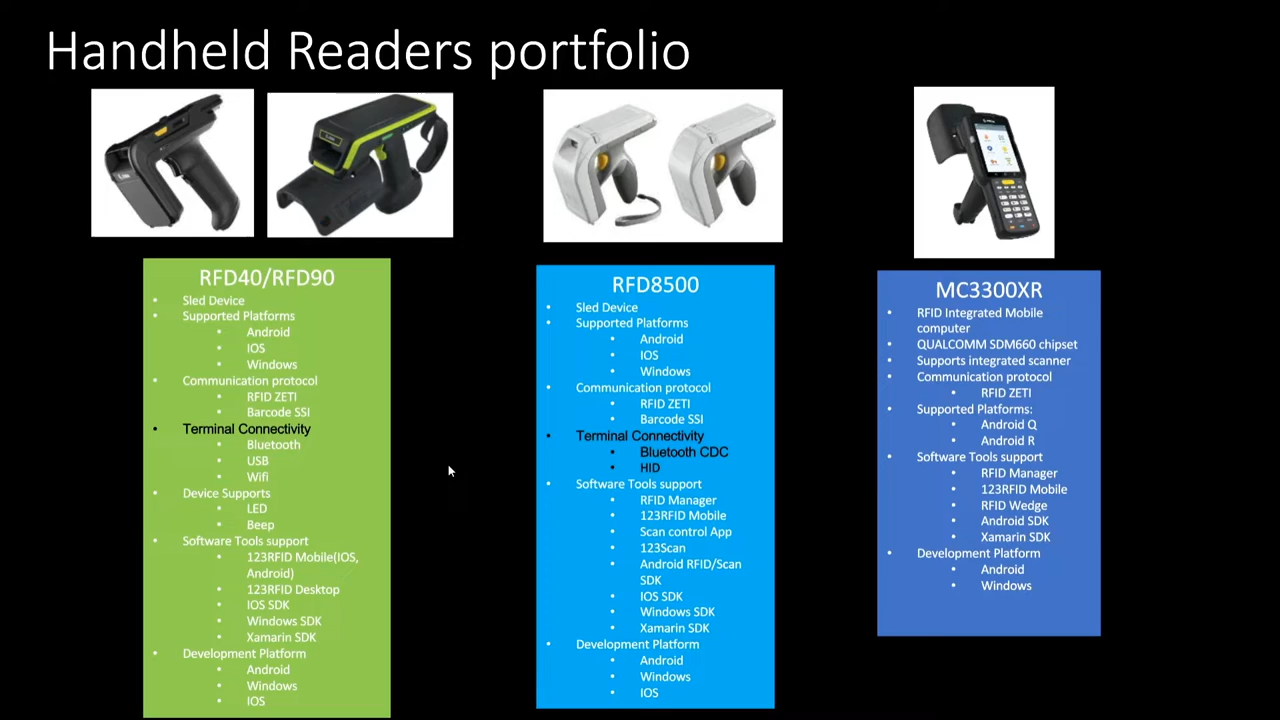 Handheld Readers portfolio
RFD40/RFD90
• Sled Device
• Supported Platforms
• Android
• IOS
• Windows
• Communication protocol
• RFID ZETI
• Barcode SSI
• Terminal Connectivity
• Bluetooth
• USB
• Wifi
• Device Supports
• LED
• Beep
• Software Tools support
• 123RFID Mobile(IOS,
Android)
• 123RFID Desktop
• IOS SDK
• Windows SDK
• Xamarin SDK
• Development Platform
• Android
• Windows
• IOS
RFD8500
• Sled Device
• Supported Platforms
• Android
• IOS
• Windows
• Communication protocol
• RFID ZETI
• Barcode SSI
• Terminal Connectivity
• Bluetooth CDC
• HID
• Software Tools support
• RFID Manager
• 123RFID Mobile
• Scan control App
• 123Scan
• Android RFID/Scan
SDK
• IOS SDK
• Windows SDK
• Xamarin SDK
• Development Platform
• Android
• Windows
• IOS
MC3300XR
• RFID Integrated Mobile
computer
• QUALCOMM SDM660 chipset
• Supports integrated scanner
• Communication protocol
• RFID ZETI
• Supported Platforms:
• Android Q
• Android R
• Software Tools support
• RFID Manager
• 123RFID Mobile
• RFID Wedge
• Android SDK
• Xamarin SDK
• Development Platform
• Android
• Windows